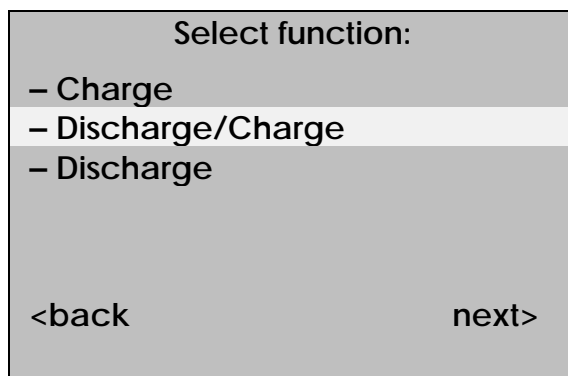 Select function:
– Charge
– Discharge/Charge
– Discharge
<back next>